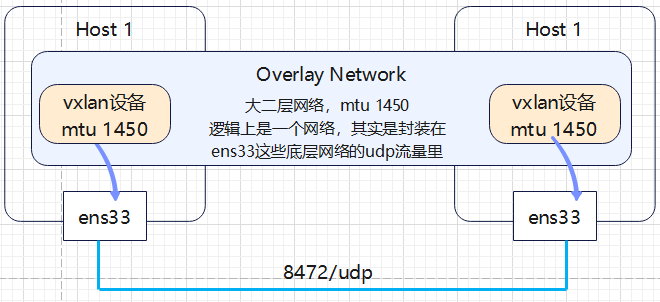 Host 1
Host 1
Overlay Network
vxlan设备
mtu 1450
大二层网络，mtu 1450
逻辑上是一个网络，其实是封装在
ens33这些底层网络的udp流量里
vxlan设备
mtu 1450
ens33
ens33
8472/udp